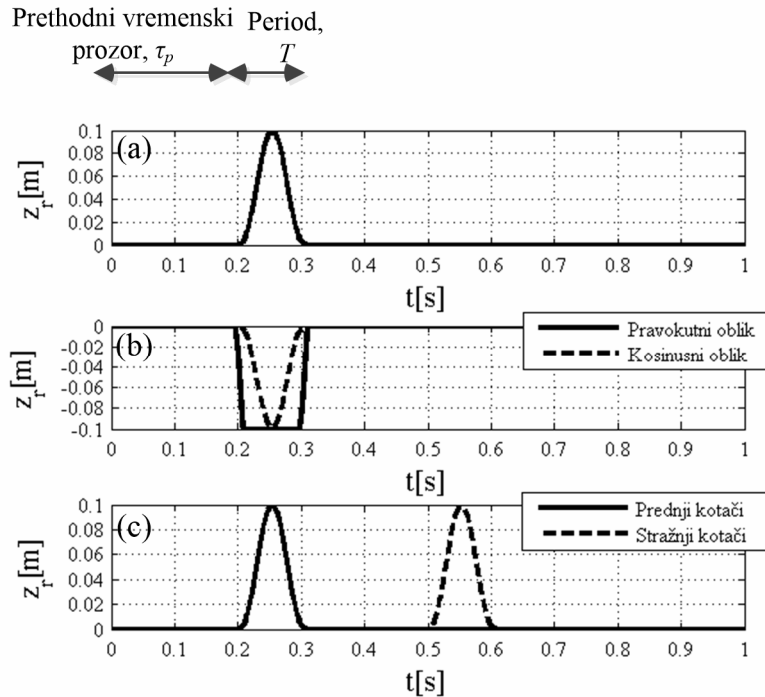 Prethodni vremenski
prozor, τp
Period,
T
(a)
zr[m]
0.1
0.08
0.06
0.04
0.02
0
0 0.1 0.2 0.3 0.4 0.5 0.6 0.7 0.8 0.9 1
t[s]
(b)
zr[m]
0
-0.02
-0.04
-0.06
-0.08
-0.1
Pravokutni oblik
Kosinusni oblik
0 0.1 0.2 0.3 0.4 0.5 0.6 0.7 0.8 0.9 1
t[s]
(c)
zr[m]
0.1
0.08
0.06
0.04
0.02
0
Prednji kotači
Stražnji kotači
0 0.1 0.2 0.3 0.4 0.5 0.6 0.7 0.8 0.9 1
t[s]